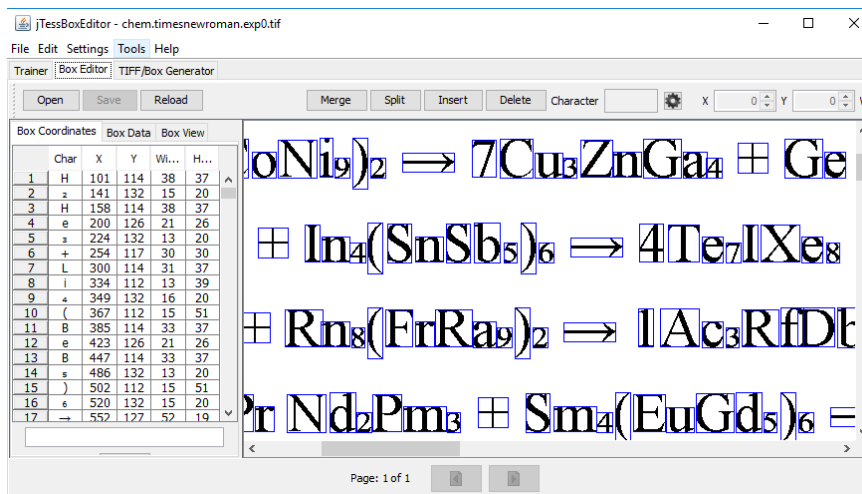 jTessBoxEditor - chem.timesnewroman.exp0.tif
File Edit Settings Tools Help
Trainer Box Editor TIFF/Box Generator
Open Save Reload Merge Split Insert Delete Character X 0 Y 0
Box Coordinates Box Data Box View
Char X Y Wi... H...
1 H 101 114 38 37
2 ₂ 141 132 15 20
3 H 158 114 38 37
4 e 200 126 21 26
5 ₃ 224 132 13 20
6 + 254 117 30 30
7 L 300 114 31 37
8 i 334 112 13 39
9 ₄ 349 132 16 20
10 ( 367 112 15 51
11 B 385 114 33 37
12 e 423 126 21 26
13 B 447 114 33 37
14 ₅ 486 132 13 20
15 ) 502 112 15 51
16 ₆ 520 132 15 20
17 → 552 127 52 19
oNi₉)₂ ⟶ 7Cu₃ZnGa₄ + Ge
+ In₄(SnSb₅)₆ ⟶ 4Te₇IXe₈
+ Rn₈(FrRa₉)₂ ⟶ 1Ac₃RfDb
Pr Nd₂Pm₃ + Sm₄(EuGd₅)₆
Page: 1 of 1